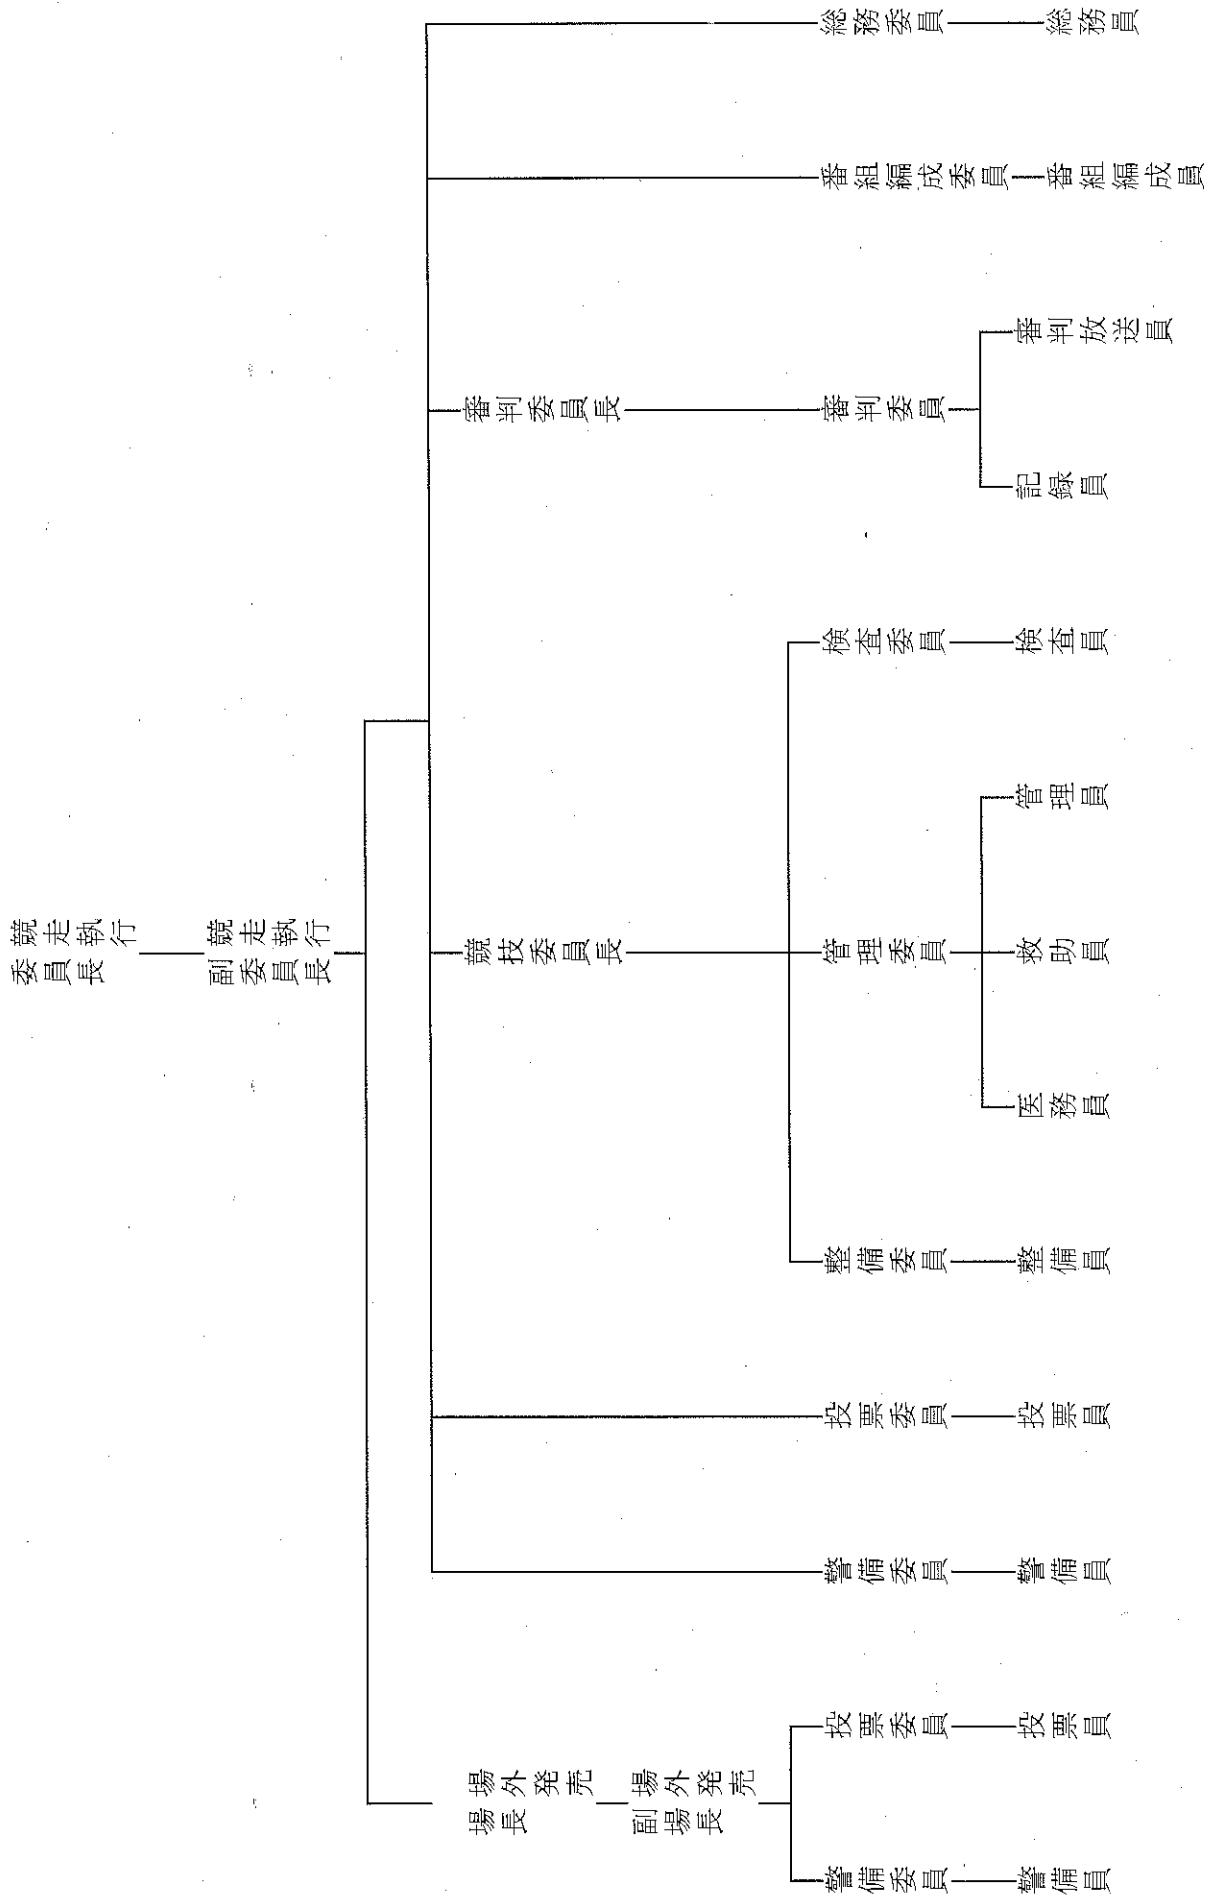 競走執行
委員長
競走執行
副委員長
総務委員
総務員
番組編成委員
番組編成員
審判委員長
審判委員
審判放送員
記録員
競技委員長
検査委員
検査員
管理委員
管理員
救助員
医務員
整備委員
整備員
投票委員
投票員
警備委員
警備員
場外発売
場長
場外発売
副場長
投票委員
投票員
警備委員
警備員